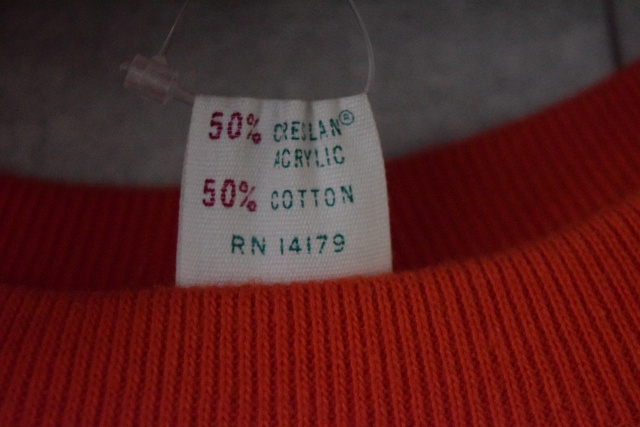 50% CRESLAN®
ACRYLIC
50% COTTON
RN 14179